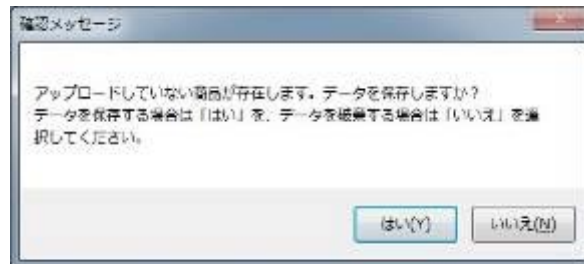 確認メッセージ
アップロードしていない商品が存在します。データを保存しますか？
データを保存する場合は「はい」を、データを破棄する場合は「いいえ」を選
択してください。
はい(Y)
いいえ(N)